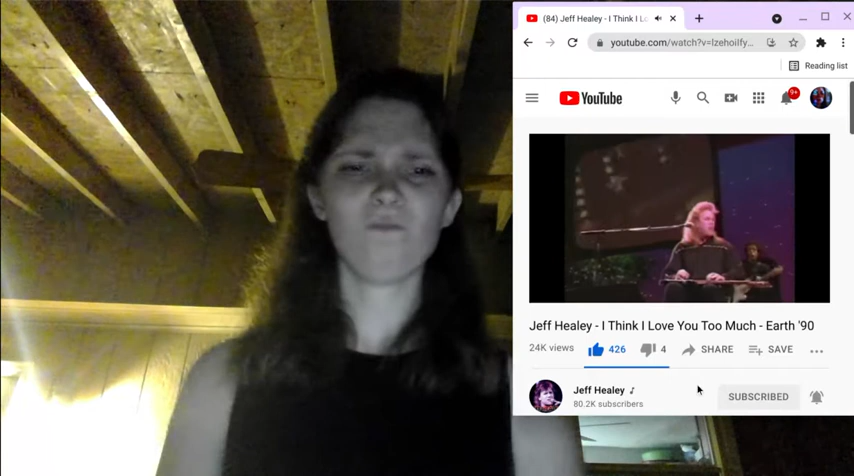 (84) Jeff Healey - I Think I Lo
youtube.com/watch?v=lzehoiIfy...
Reading list
YouTube
9+
Jeff Healey - I Think I Love You Too Much - Earth '90
24K views 426 4 SHARE SAVE
Jeff Healey
80.2K subscribers
SUBSCRIBED